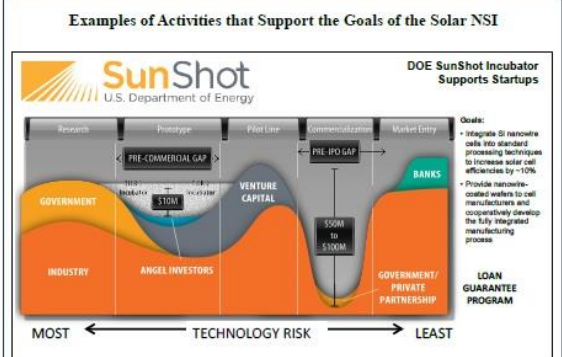 Examples of Activities that Support the Goals of the Solar NSI
SunShot
U.S. Department of Energy
DOE SunShot Incubator
Supports Startups
Research
Prototype
Pilot Line
Commercialization
Market Entry
PRE-COMMERCIAL GAP
PRE-IPO GAP
Incubator
Incubator
$10M
GOVERNMENT
VENTURE
CAPITAL
BANKS
$50M
to
$100M
INDUSTRY
ANGEL INVESTORS
GOVERNMENT/
PRIVATE
PARTNERSHIP
Goals:
• Integrate Si nanowire
cells into standard
processing techniques
to increase solar cell
efficiencies by ~10%
• Provide nanowire-
coated wafers to cell
manufacturers and
cooperatively develop
the fully integrated
manufacturing
process
LOAN
GUARANTEE
PROGRAM
MOST
TECHNOLOGY RISK
LEAST